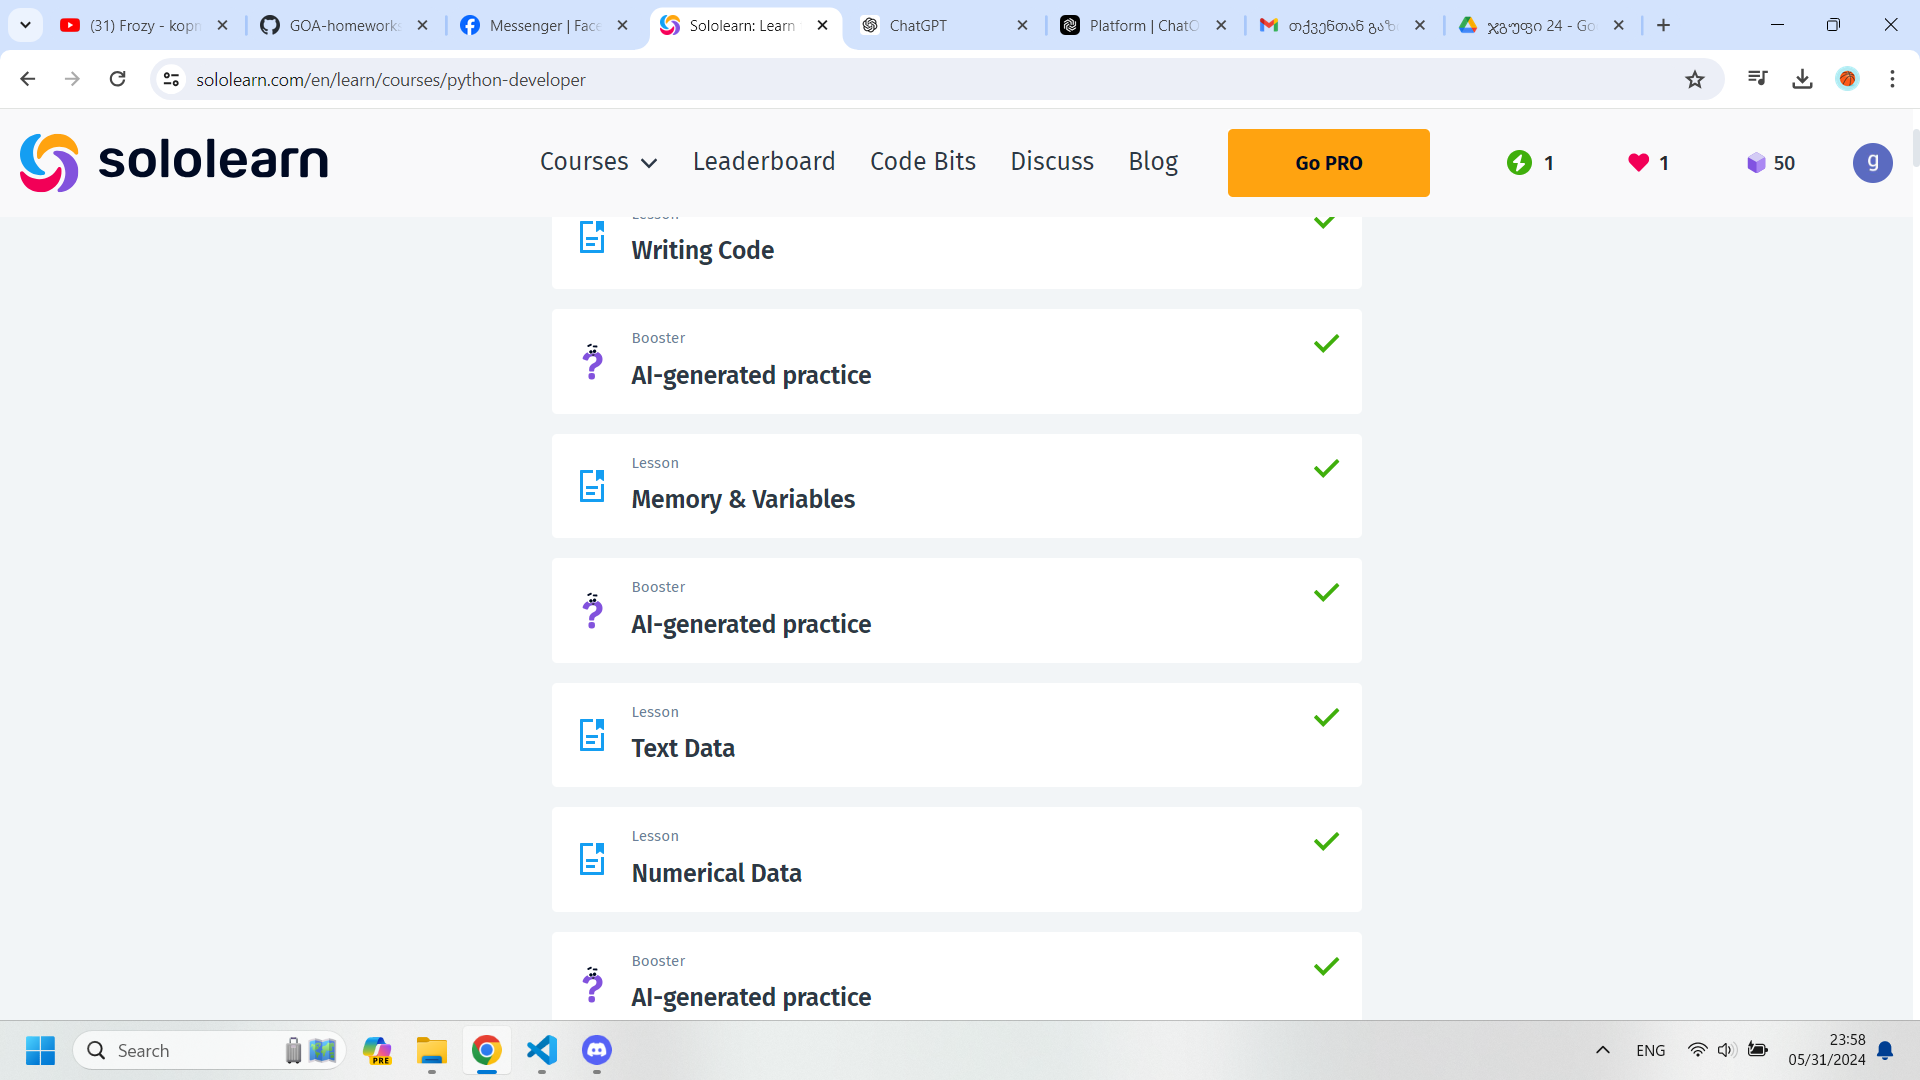 (31) Frozy - kopr
GOA-homeworks
Messenger | Face
Sololearn: Learn
ChatGPT
Platform | ChatG
თქვენთან გაზი
ჯგუფი 24 - Go
sololearn.com/en/learn/courses/python-developer
sololearn
Courses
Leaderboard
Code Bits
Discuss
Blog
Go PRO
1
1
50
g
Lesson
Writing Code
Booster
AI-generated practice
Lesson
Memory & Variables
Booster
AI-generated practice
Lesson
Text Data
Lesson
Numerical Data
Booster
AI-generated practice
Search
PRE
ENG
23:58
05/31/2024